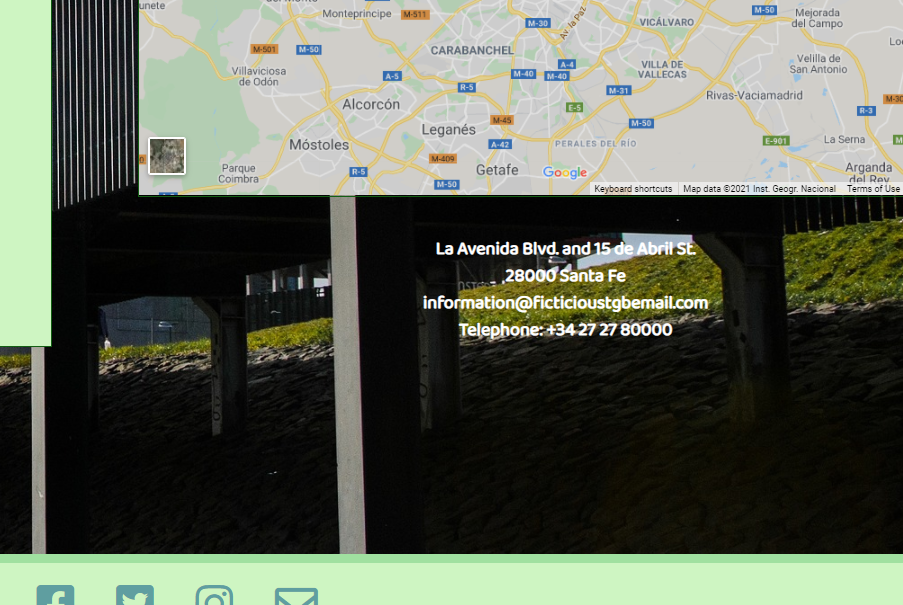 unete
Monteprincipe
M-511
M-30
Av la Paz
VICÁLVARO
M-50
Mejorada
del Campo
M-501
M-50
CARABANCHEL
A-4
Villaviciosa
de Odón
A-5
R-5
M-40
M-40
VILLA DE
VALLECAS
Velilla de
San Antonio
Alcorcón
M-31
Rivas-Vaciamadrid
E-5
R-3
M-45
M-50
Leganés
Móstoles
A-42
PERALES DEL RÍO
E-901
La Serna
M-409
Parque
Coimbra
R-5
Getafe
Google
Arganda
del Rey
M-50
Keyboard shortcuts
Map data ©2021 Inst. Geogr. Nacional
Terms of Use
La Avenida Blvd. and 15 de Abril St.
28000 Santa Fe
information@ficticioustgbemail.com
Telephone: +34 27 27 80000